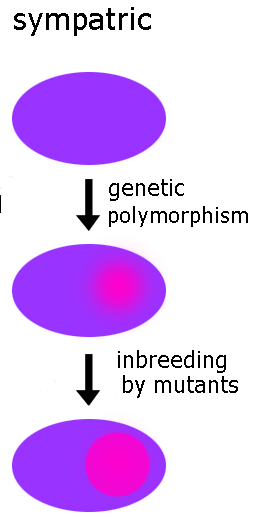 sympatric
genetic
polymorphism
inbreeding
by mutants